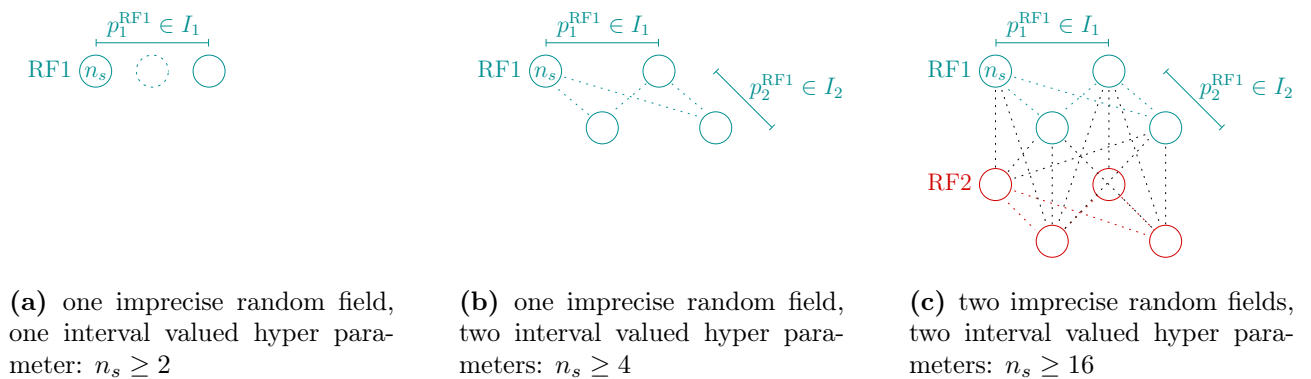 p_1^{RF1} ∈ I_1
RF1 n_s
(a) one imprecise random field,
one interval valued hyper para-
meter: n_s ≥ 2
p_1^{RF1} ∈ I_1
RF1 n_s
p_2^{RF1} ∈ I_2
(b) one imprecise random field,
two interval valued hyper para-
meters: n_s ≥ 4
p_1^{RF1} ∈ I_1
RF1 n_s
p_2^{RF1} ∈ I_2
RF2
(c) two imprecise random fields,
two interval valued hyper para-
meters: n_s ≥ 16